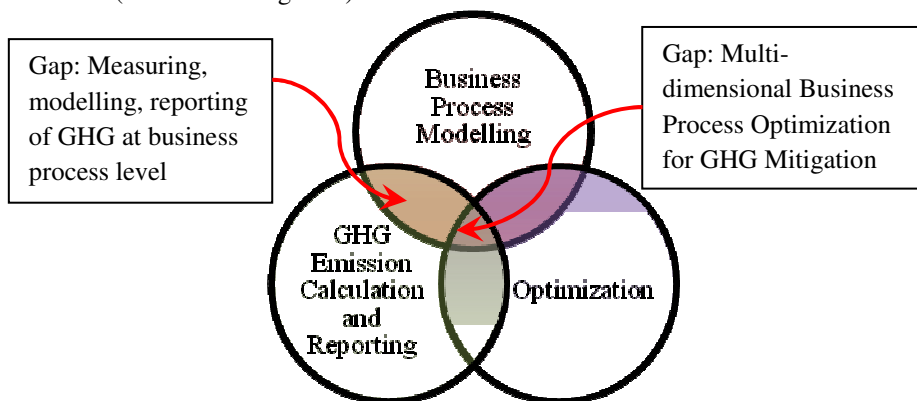 Gap: Measuring,
modelling, reporting
of GHG at business
process level
Business
Process
Modelling
Gap: Multi-
dimensional Business
Process Optimization
for GHG Mitigation
GHG
Emission
Calculation
and
Reporting
Optimization